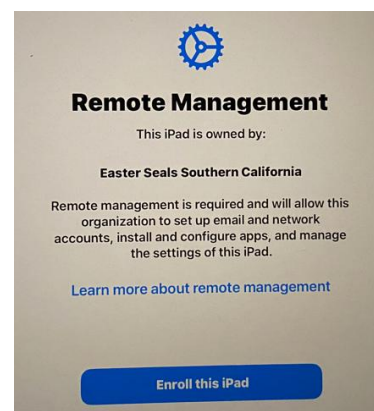 Remote Management
This iPad is owned by:
Easter Seals Southern California
Remote management is required and will allow this
organization to set up email and network
accounts, install and configure apps, and manage
the settings of this iPad.
Learn more about remote management
Enroll this iPad